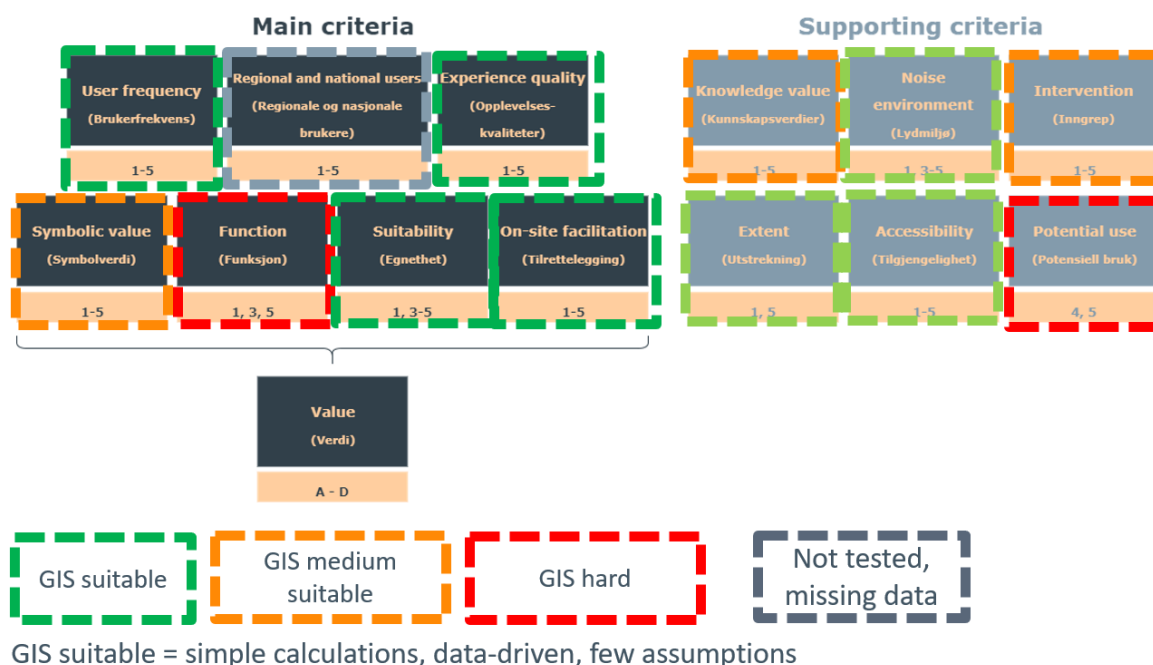 Main criteria
Supporting criteria
User frequency
(Brukerfrekvens)
1-5
Regional and national users
(Regionale og nasjonale
brukere)
1-5
Experience quality
(Opplevelses-
kvaliteter)
1-5
Knowledge value
(Kunnskapsverdier)
1-5
Noise
environment
(Lydmiljø)
1, 3-5
Intervention
(Inngrep)
1-5
Symbolic value
(Symbolverdi)
1-5
Function
(Funksjon)
1, 3, 5
Suitability
(Egnethet)
1, 3-5
On-site facilitation
(Tilrettelegging)
1-5
Extent
(Utstrekning)
1, 5
Accessibility
(Tilgjengelighet)
1-5
Potential use
(Potensiell bruk)
4, 5
Value
(Verdi)
A - D
GIS suitable
GIS medium
suitable
GIS hard
Not tested,
missing data
GIS suitable = simple calculations, data-driven, few assumptions